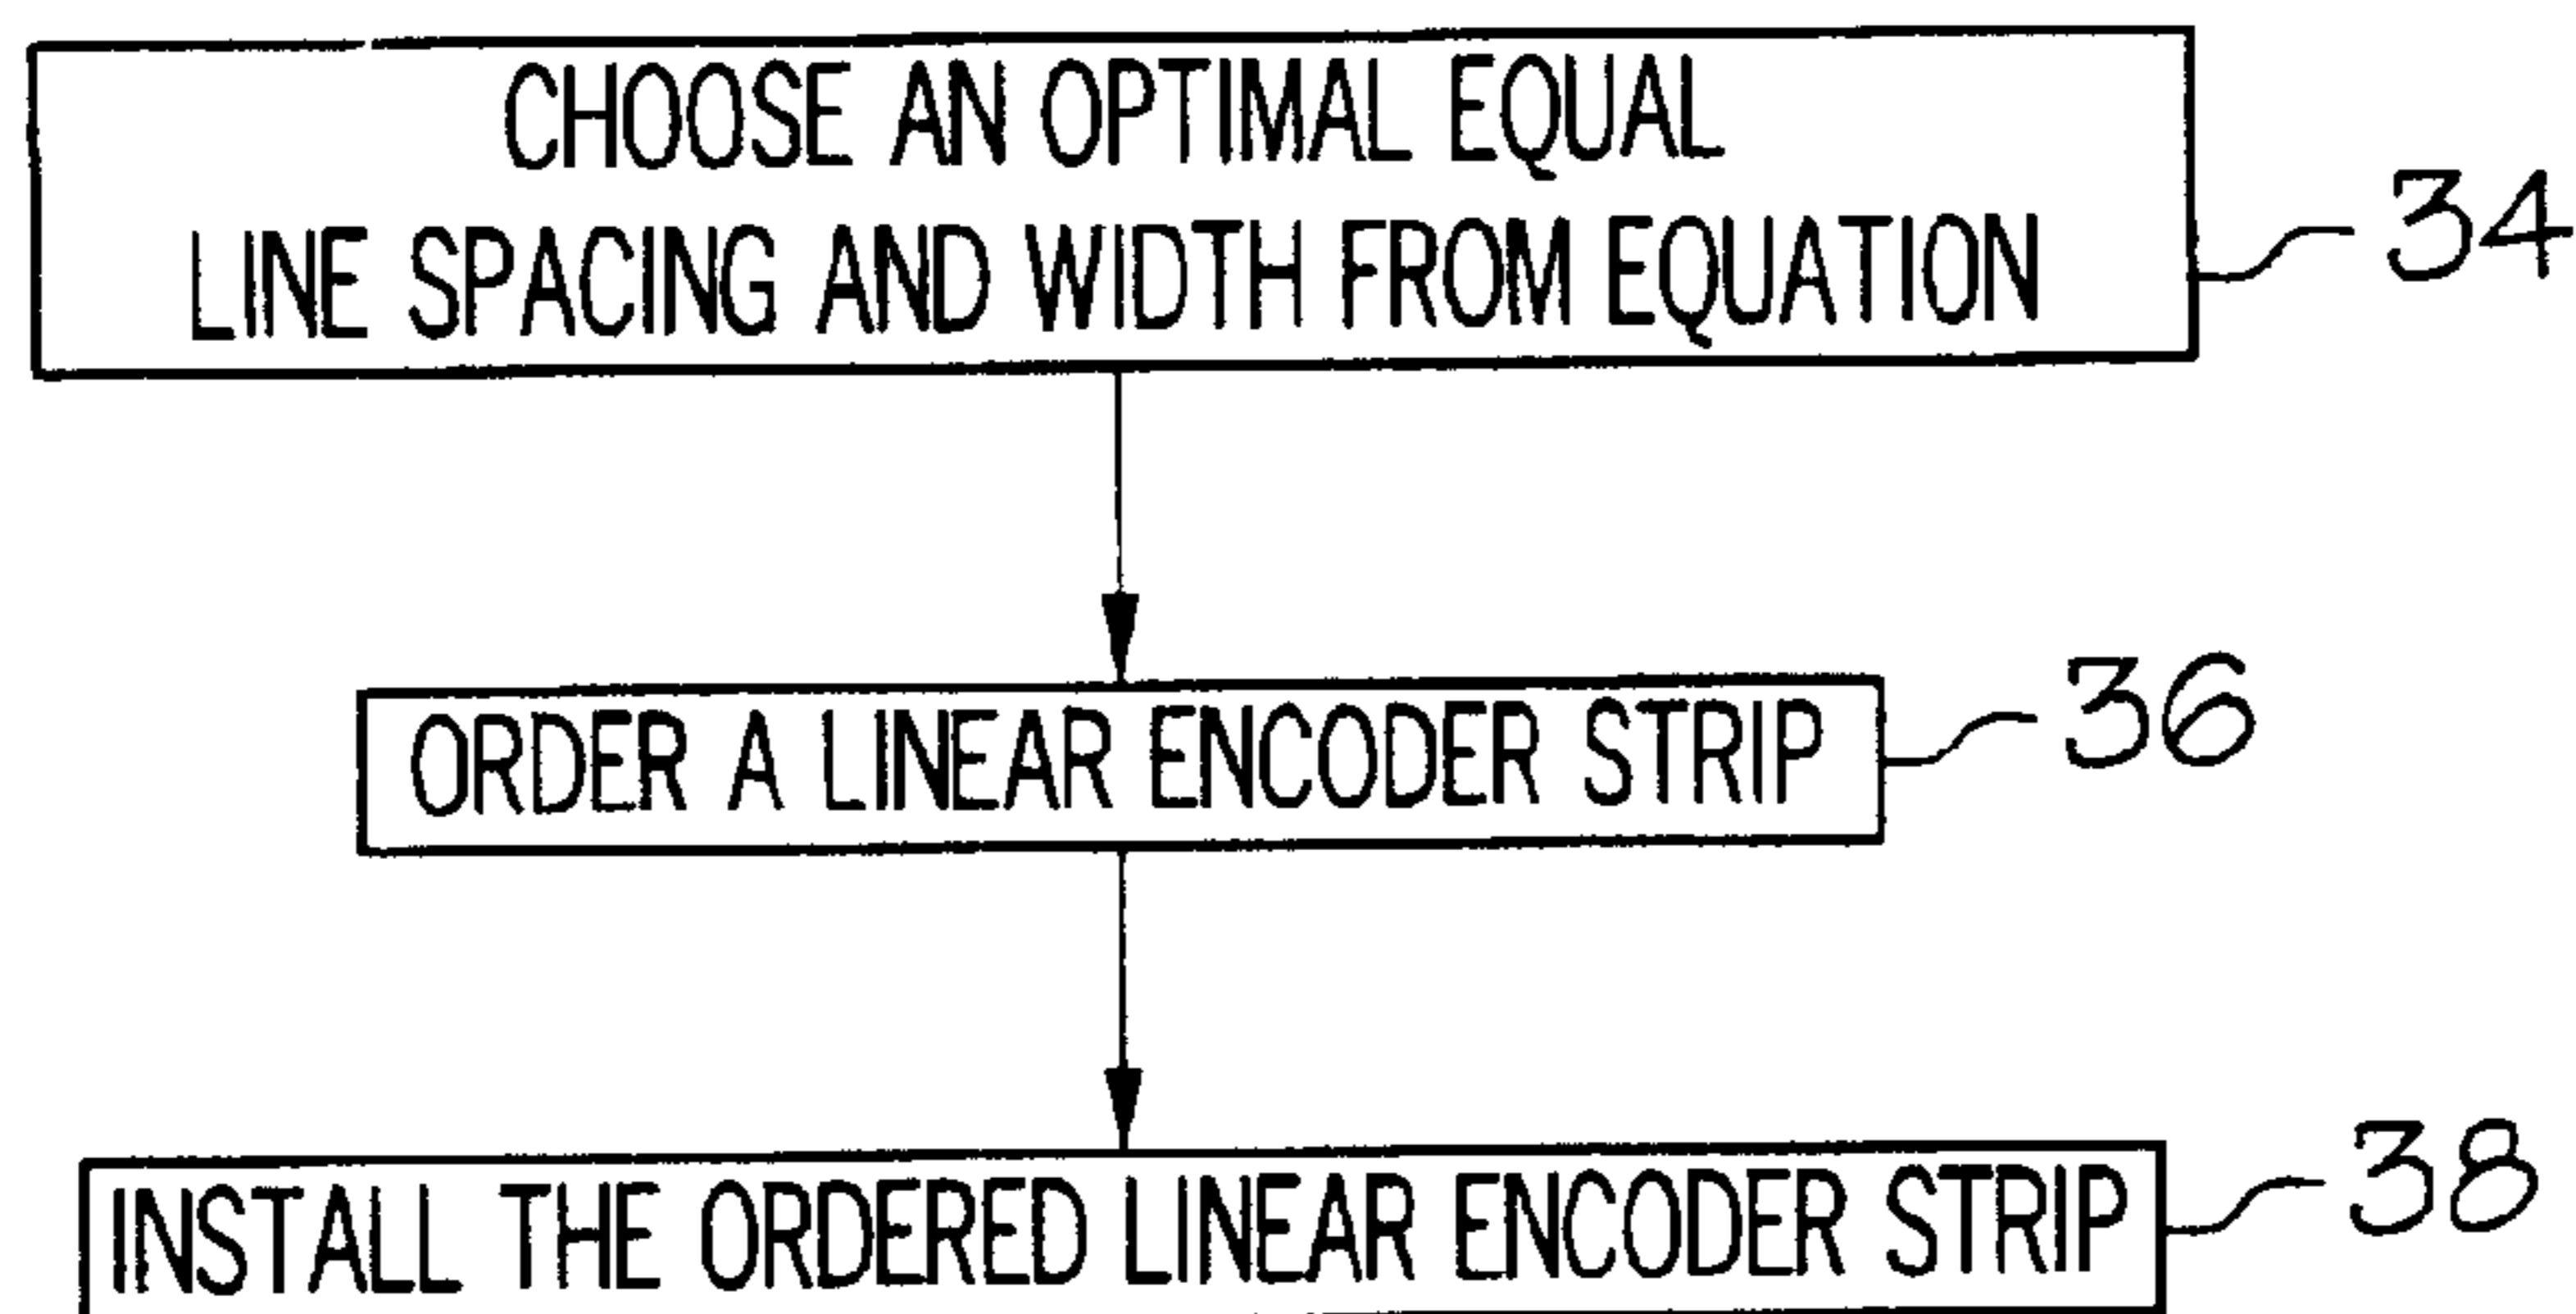 CHOOSE AN OPTIMAL EQUAL
LINE SPACING AND WIDTH FROM EQUATION
34
ORDER A LINEAR ENCODER STRIP
36
INSTALL THE ORDERED LINEAR ENCODER STRIP
38